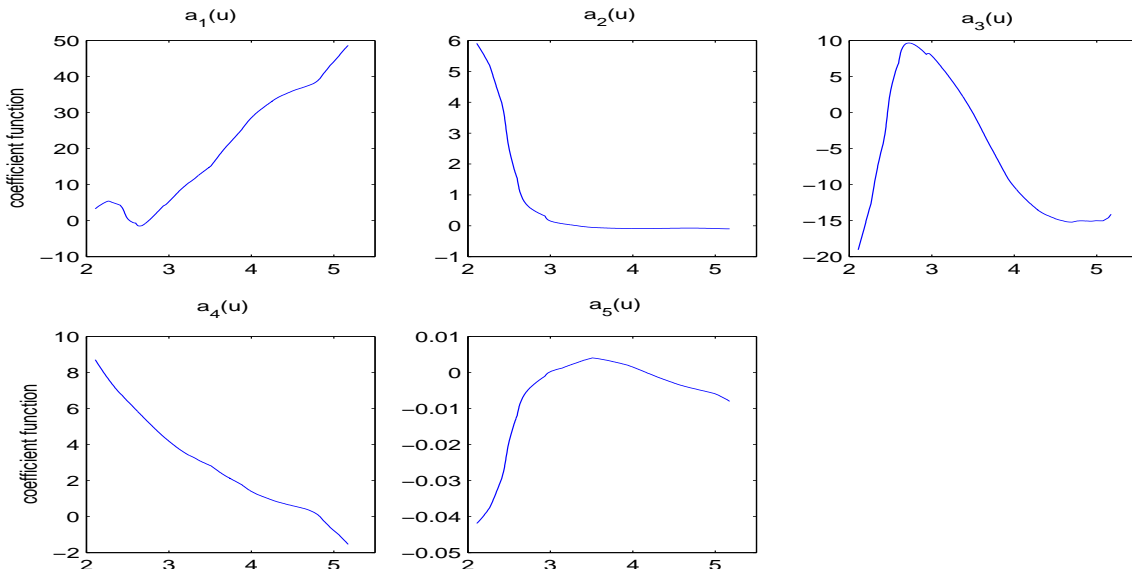 a1(u) a2(u) a3(u)
50 6 10
40 5 5
30 4 0
20 3 −5
10 2 −10
0 1 −15
−10 0 −20
−1
coefficient function
2 3 4 5 2 3 4 5 2 3 4 5
a4(u) a5(u)
10 0.01
8 0
6 −0.01
4 −0.02
2 −0.03
0 −0.04
−2 −0.05
coefficient function
2 3 4 5 2 3 4 5